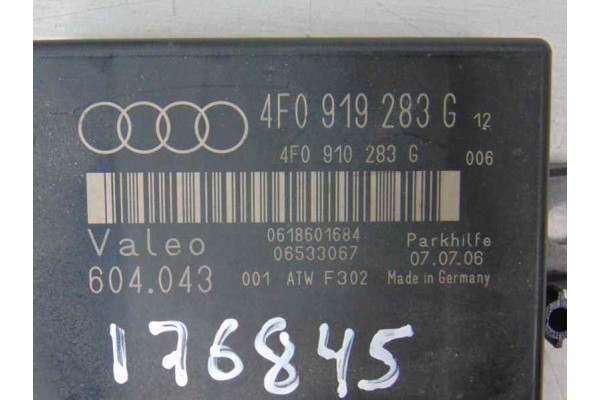 4F0 919 283 G 12
4F0 910 283 G 006
Valeo 0618601684 Parkhilfe
06533067 07.07.06
604.043 001 ATW F302 Made in Germany
176845